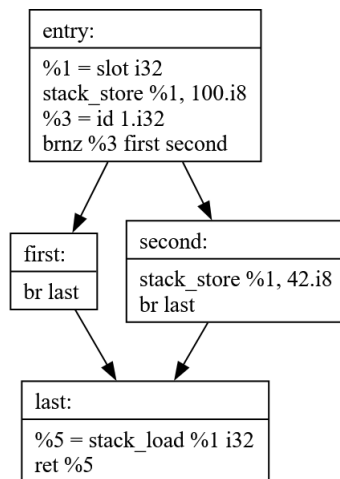 entry:
%1 = slot i32
stack_store %1, 100.i8
%3 = id 1.i32
brnz %3 first second
first:
br last
second:
stack_store %1, 42.i8
br last
last:
%5 = stack_load %1 i32
ret %5